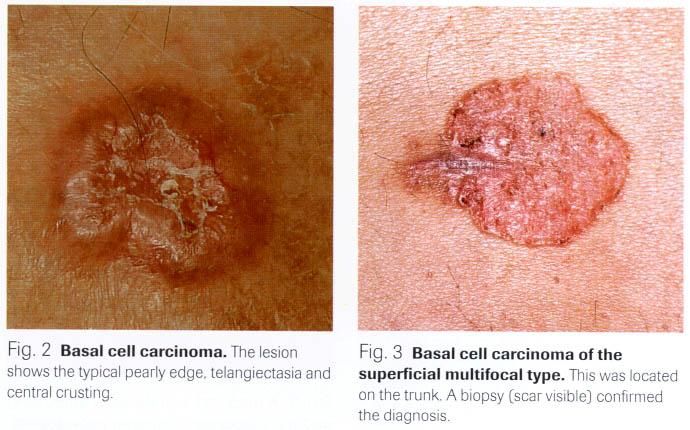 Fig. 2 Basal cell carcinoma. The lesion
shows the typical pearly edge, telangiectasia and
central crusting.
Fig. 3 Basal cell carcinoma of the
superficial multifocal type. This was located
on the trunk. A biopsy (scar visible) confirmed
the diagnosis.